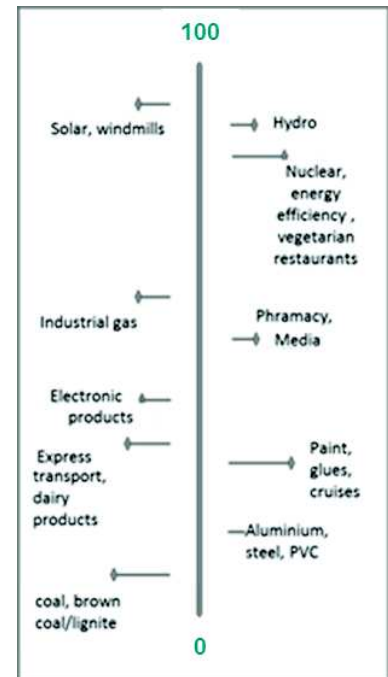 100
Solar, windmills
Hydro
Nuclear,
energy
efficiency ,
vegetarian
restaurants
Industrial gas
Phramacy,
Media
Electronic
products
Express
transport,
dairy
products
Paint,
glues,
cruises
Aluminium,
steel, PVC
coal, brown
coal/lignite
0